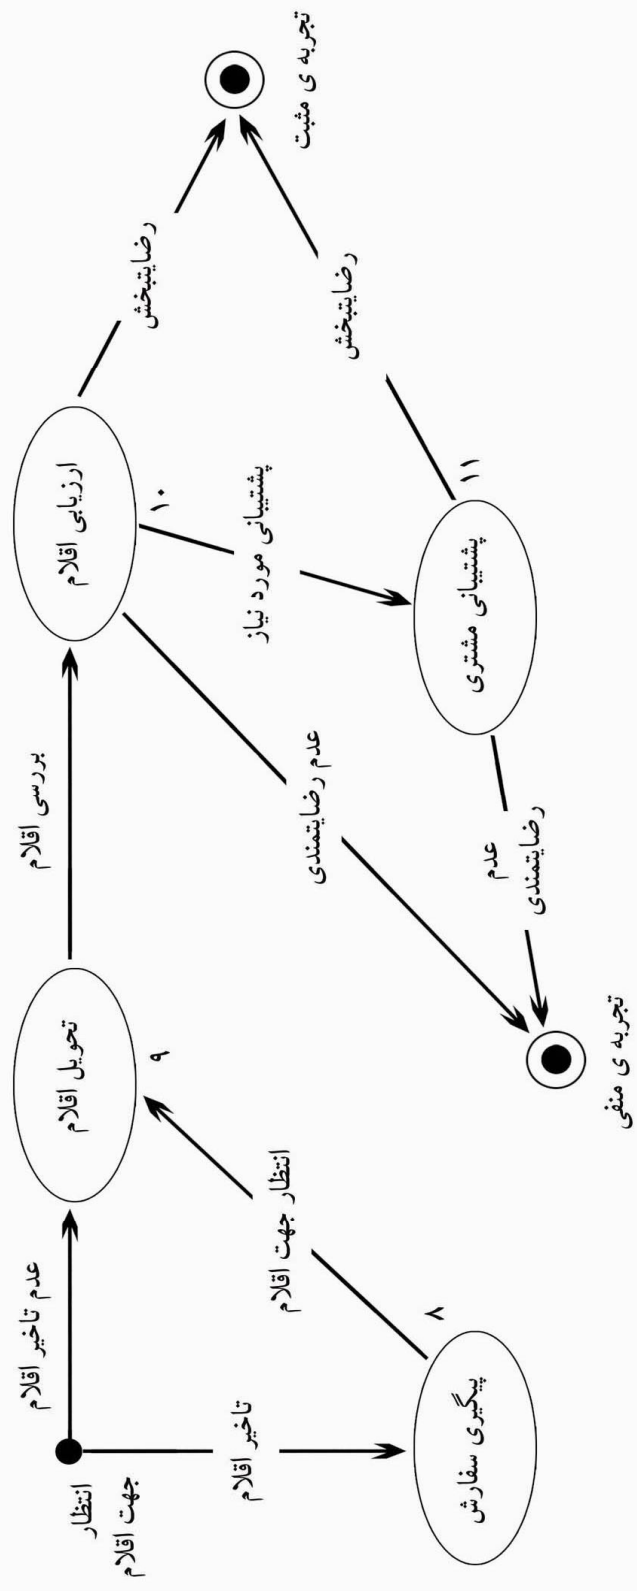 انتظار
جهت اقلام
عدم تاخیر اقلام
تاخیر اقلام
پیگیری سفارش
۸
انتظار جهت اقلام
تحویل اقلام
۹
بررسی اقلام
ارزیابی اقلام
۱۰
رضایتبخش
پشتیبانی مورد نیاز
عدم رضایتمندی
پشتیبانی مشتری
۱۱
رضایتبخش
عدم
رضایتمندی
تجربه ی مثبت
تجربه ی منفی